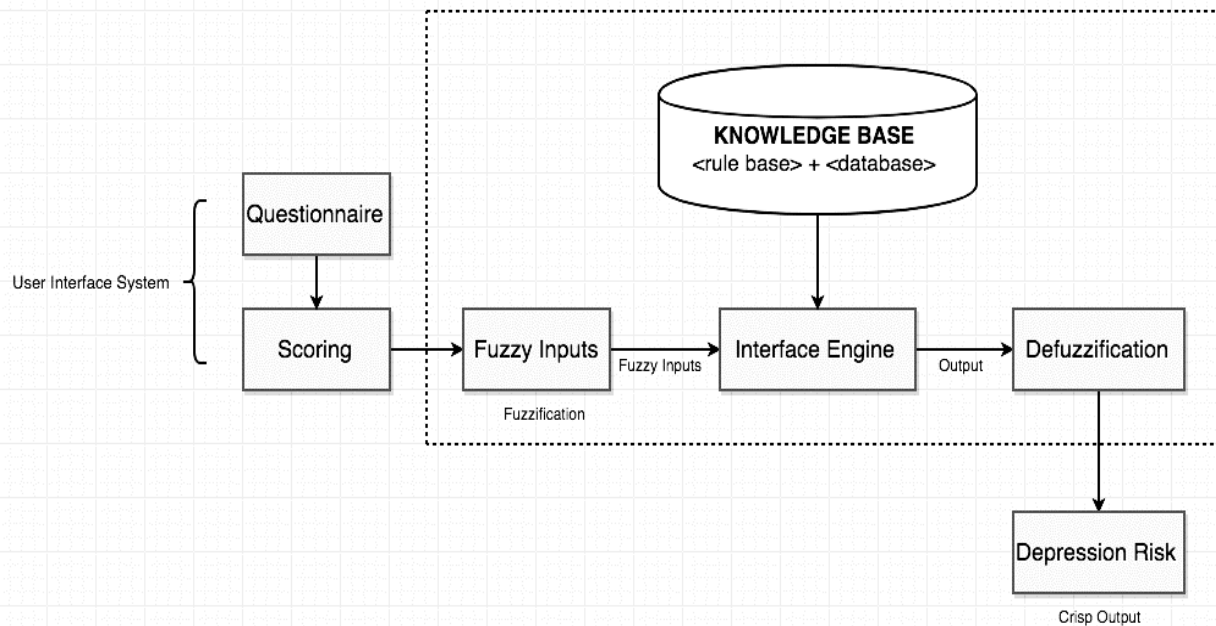 KNOWLEDGE BASE
<rule base> + <database>
Questionnaire
User Interface System
Scoring
Fuzzy Inputs
Fuzzy Inputs
Interface Engine
Output
Defuzzification
Fuzzification
Depression Risk
Crisp Output